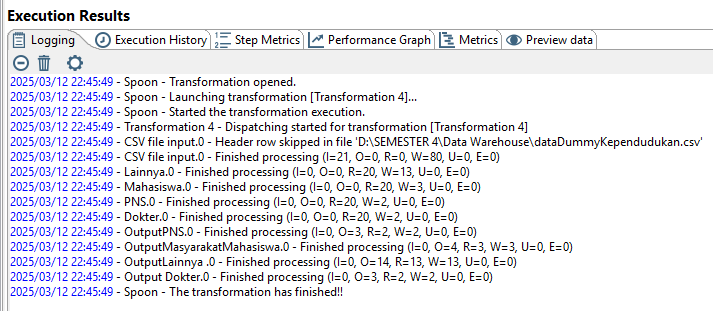 Execution Results
Logging Execution History Step Metrics Performance Graph Metrics Preview data
2025/03/12 22:45:49 - Spoon - Transformation opened.
2025/03/12 22:45:49 - Spoon - Launching transformation [Transformation 4]...
2025/03/12 22:45:49 - Spoon - Started the transformation execution.
2025/03/12 22:45:49 - Transformation 4 - Dispatching started for transformation [Transformation 4]
2025/03/12 22:45:49 - CSV file input.0 - Header row skipped in file 'D:\SEMESTER 4\Data Warehouse\dataDummyKependudukan.csv'
2025/03/12 22:45:49 - CSV file input.0 - Finished processing (I=21, O=0, R=0, W=80, U=0, E=0)
2025/03/12 22:45:49 - Lainnya.0 - Finished processing (I=0, O=0, R=20, W=13, U=0, E=0)
2025/03/12 22:45:49 - Mahasiswa.0 - Finished processing (I=0, O=0, R=20, W=3, U=0, E=0)
2025/03/12 22:45:49 - PNS.0 - Finished processing (I=0, O=0, R=20, W=2, U=0, E=0)
2025/03/12 22:45:49 - Dokter.0 - Finished processing (I=0, O=0, R=20, W=2, U=0, E=0)
2025/03/12 22:45:49 - OutputPNS.0 - Finished processing (I=0, O=3, R=2, W=2, U=0, E=0)
2025/03/12 22:45:49 - OutputMasyarakatMahasiswa.0 - Finished processing (I=0, O=4, R=3, W=3, U=0, E=0)
2025/03/12 22:45:49 - OutputLainnya .0 - Finished processing (I=0, O=14, R=13, W=13, U=0, E=0)
2025/03/12 22:45:49 - Output Dokter.0 - Finished processing (I=0, O=3, R=2, W=2, U=0, E=0)
2025/03/12 22:45:49 - Spoon - The transformation has finished!!